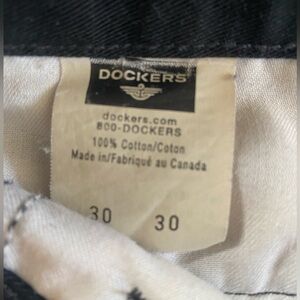 DOCKERS
dockers.com
800-DOCKERS
100% Cotton/Coton
Made in/Fabriqué au Canada
30 30